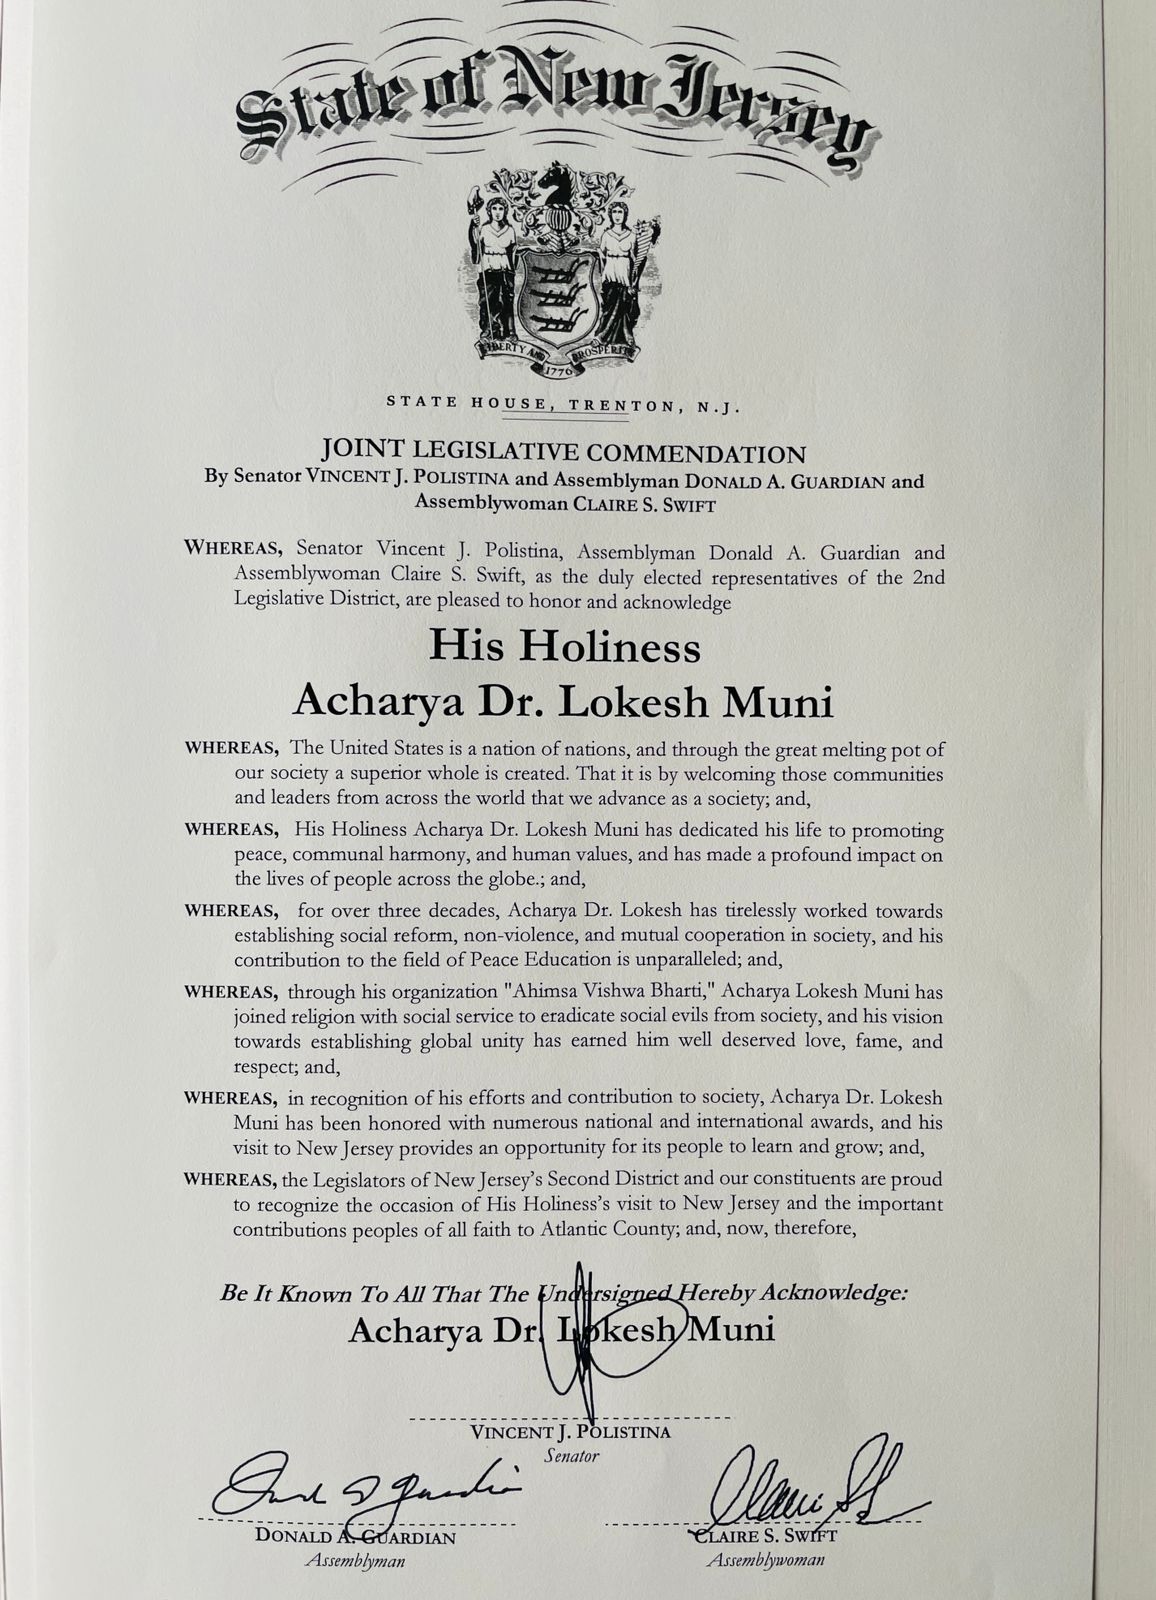 State of New Jersey
LIBERTY AND PROSPERITY
1776
STATE HOUSE, TRENTON, N.J.
JOINT LEGISLATIVE COMMENDATION
By Senator VINCENT J. POLISTINA and Assemblyman DONALD A. GUARDIAN and
Assemblywoman CLAIRE S. SWIFT
WHEREAS, Senator Vincent J. Polistina, Assemblyman Donald A. Guardian and
Assemblywoman Claire S. Swift, as the duly elected representatives of the 2nd
Legislative District, are pleased to honor and acknowledge
His Holiness
Acharya Dr. Lokesh Muni
WHEREAS, The United States is a nation of nations, and through the great melting pot of
our society a superior whole is created. That it is by welcoming those communities
and leaders from across the world that we advance as a society; and,
WHEREAS, His Holiness Acharya Dr. Lokesh Muni has dedicated his life to promoting
peace, communal harmony, and human values, and has made a profound impact on
the lives of people across the globe.; and,
WHEREAS, for over three decades, Acharya Dr. Lokesh has tirelessly worked towards
establishing social reform, non-violence, and mutual cooperation in society, and his
contribution to the field of Peace Education is unparalleled; and,
WHEREAS, through his organization "Ahimsa Vishwa Bharti," Acharya Lokesh Muni has
joined religion with social service to eradicate social evils from society, and his vision
towards establishing global unity has earned him well deserved love, fame, and
respect; and,
WHEREAS, in recognition of his efforts and contribution to society, Acharya Dr. Lokesh
Muni has been honored with numerous national and international awards, and his
visit to New Jersey provides an opportunity for its people to learn and grow; and,
WHEREAS, the Legislators of New Jersey's Second District and our constituents are proud
to recognize the occasion of His Holiness's visit to New Jersey and the important
contributions peoples of all faith to Atlantic County; and, now, therefore,
Be It Known To All That The Undersigned Hereby Acknowledge:
Acharya Dr. Lokesh Muni
VINCENT J. POLISTINA
Senator
DONALD A. GUARDIAN
Assemblyman
CLAIRE S. SWIFT
Assemblywoman